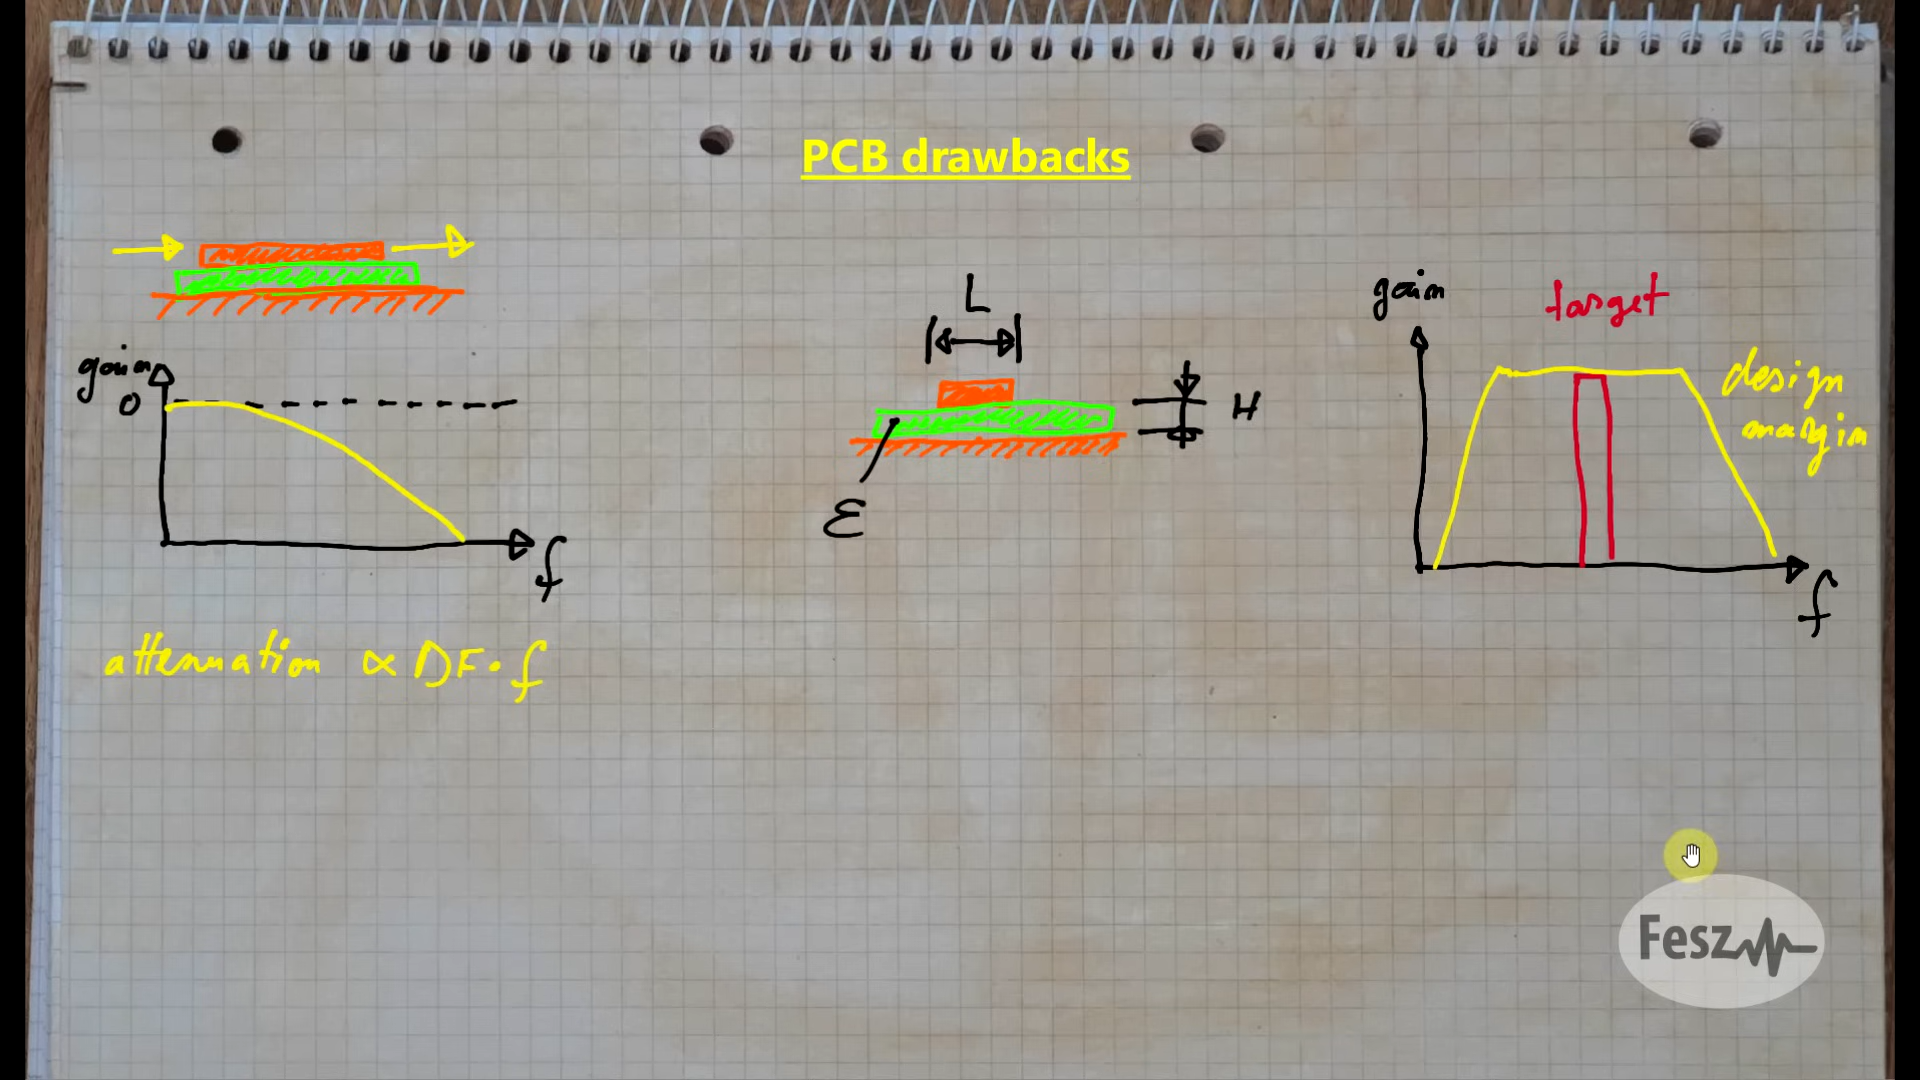 PCB drawbacks
gain
0
f
attenuation ∝ DF·f
L
H
ε
gain
target
design
margin
f
Fesz